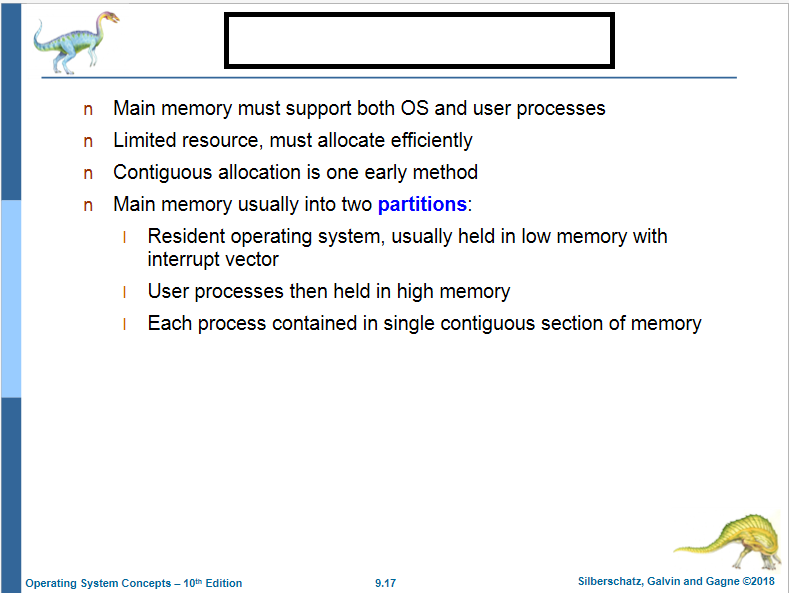 n Main memory must support both OS and user processes
n Limited resource, must allocate efficiently
n Contiguous allocation is one early method
n Main memory usually into two partitions:
l Resident operating system, usually held in low memory with
interrupt vector
l User processes then held in high memory
l Each process contained in single contiguous section of memory
Operating System Concepts – 10th Edition
9.17
Silberschatz, Galvin and Gagne ©2018